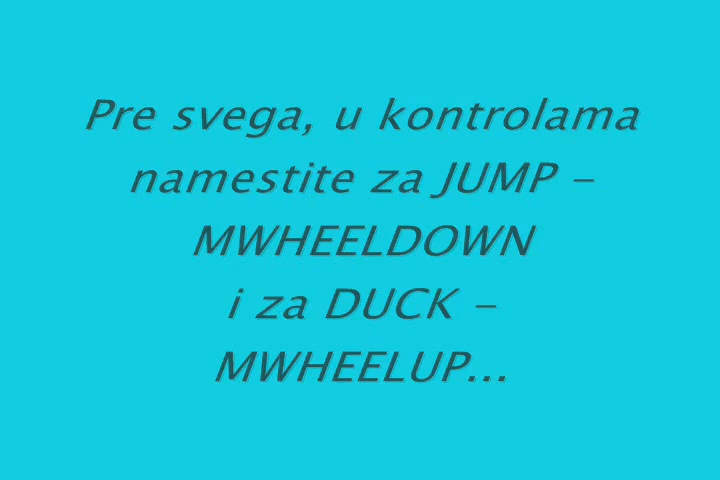 Pre svega, u kontrolama
namestite za JUMP -
MWHEELDOWN
i za DUCK -
MWHEELUP...